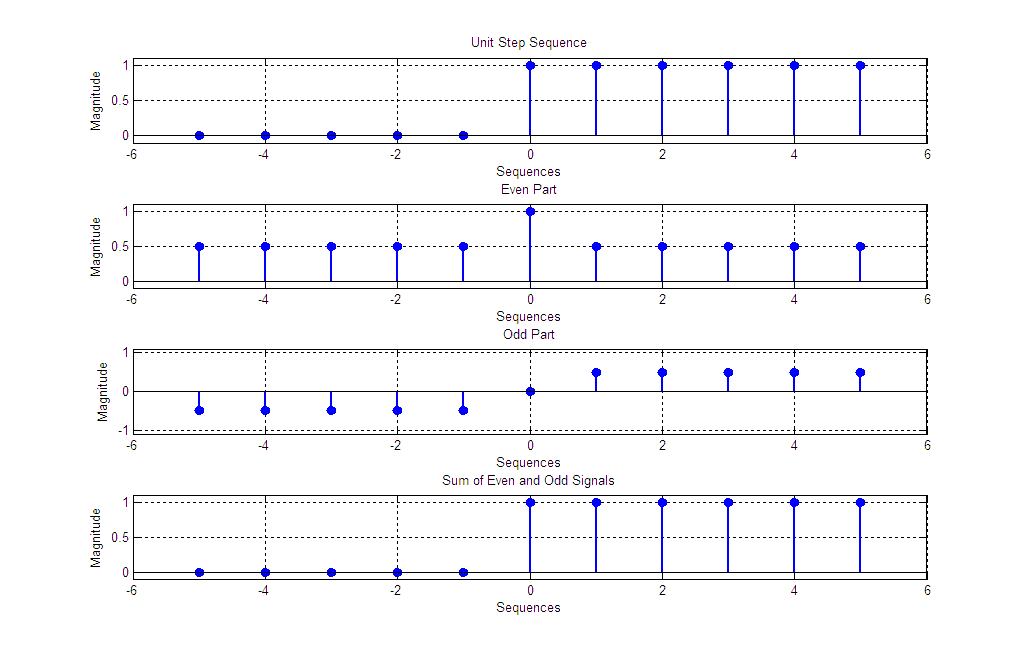 Unit Step Sequence
Magnitude
1
0.5
0
-6 -4 -2 0 2 4 6
Sequences
Even Part
Magnitude
1
0.5
0
-6 -4 -2 0 2 4 6
Sequences
Odd Part
Magnitude
1
0
-1
-6 -4 -2 0 2 4 6
Sequences
Sum of Even and Odd Signals
Magnitude
1
0.5
0
-6 -4 -2 0 2 4 6
Sequences